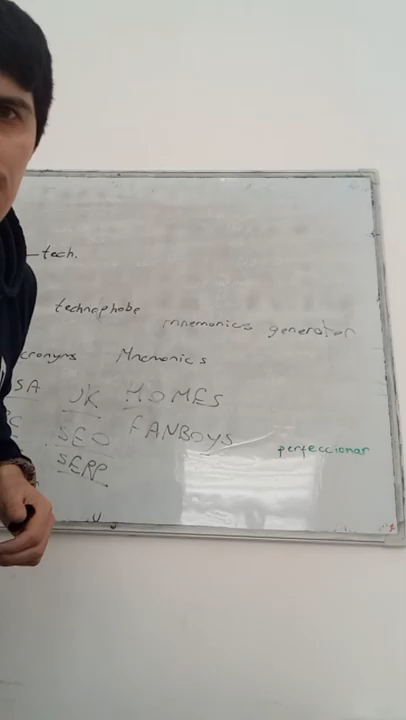 tech.
technophobe
mnemonics generator
cronyms Mnemonics
SA UK HOMES
SEO FANBOYS
perfeccionar
SERP